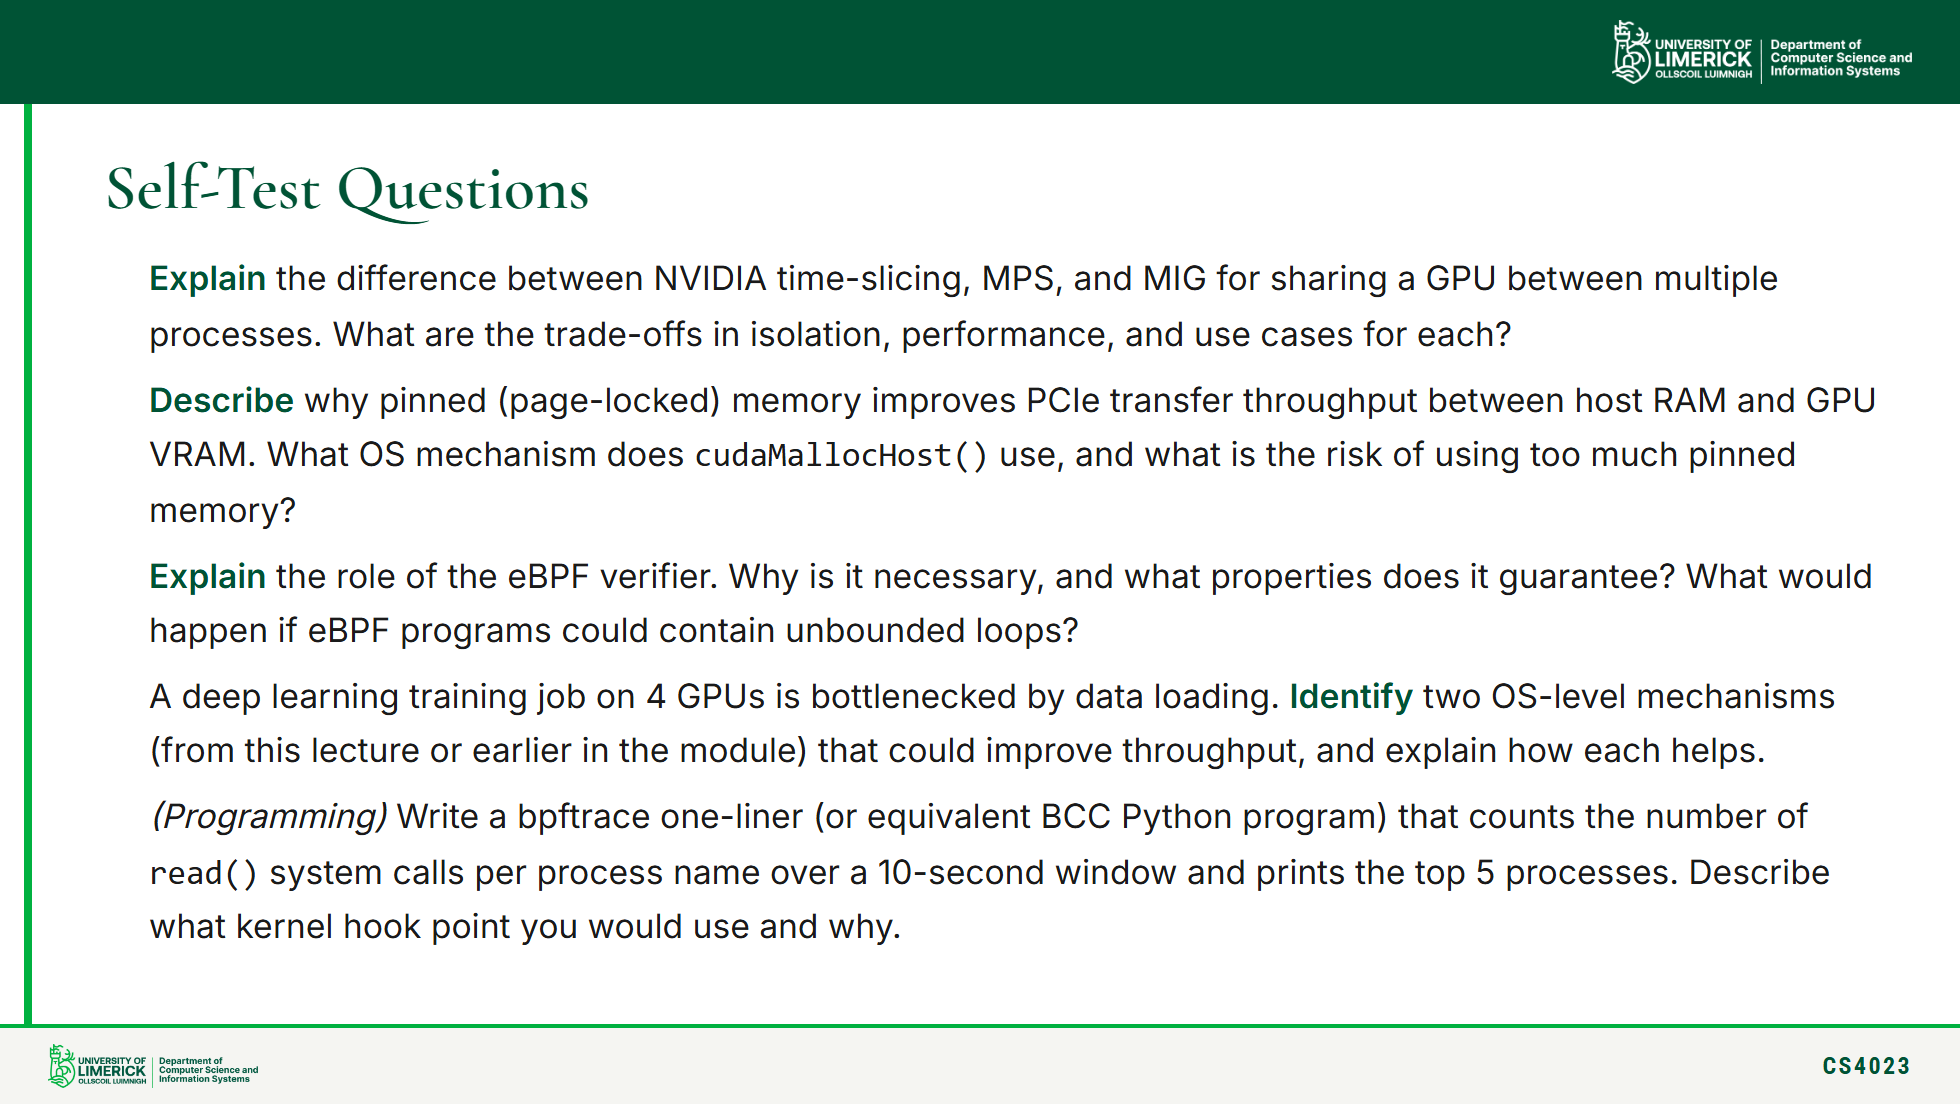 UNIVERSITY OF
LIMERICK
OLLSCOIL LUIMNIGH
Department of
Computer Science and
Information Systems
Self-Test Questions
Explain the difference between NVIDIA time-slicing, MPS, and MIG for sharing a GPU between multiple
processes. What are the trade-offs in isolation, performance, and use cases for each?
Describe why pinned (page-locked) memory improves PCIe transfer throughput between host RAM and GPU
VRAM. What OS mechanism does cudaMallocHost() use, and what is the risk of using too much pinned
memory?
Explain the role of the eBPF verifier. Why is it necessary, and what properties does it guarantee? What would
happen if eBPF programs could contain unbounded loops?
A deep learning training job on 4 GPUs is bottlenecked by data loading. Identify two OS-level mechanisms
(from this lecture or earlier in the module) that could improve throughput, and explain how each helps.
(Programming) Write a bpftrace one-liner (or equivalent BCC Python program) that counts the number of
read() system calls per process name over a 10-second window and prints the top 5 processes. Describe
what kernel hook point you would use and why.
UNIVERSITY OF
LIMERICK
OLLSCOIL LUIMNIGH
Department of
Computer Science and
Information Systems
CS4023